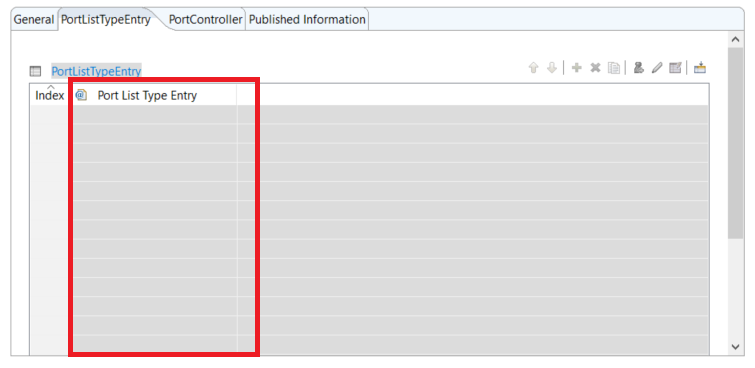 General PortListTypeEntry PortController Published Information
PortListTypeEntry
Index Port List Type Entry